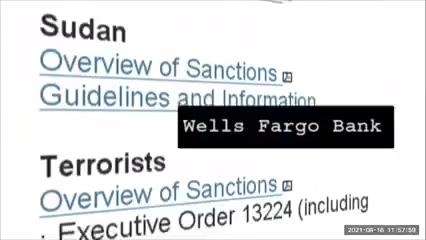 Sudan
Overview of Sanctions
Guidelines and Information
Wells Fargo Bank
Terrorists
Overview of Sanctions
· Executive Order 13224 (including
2021-08-16 11:57:59